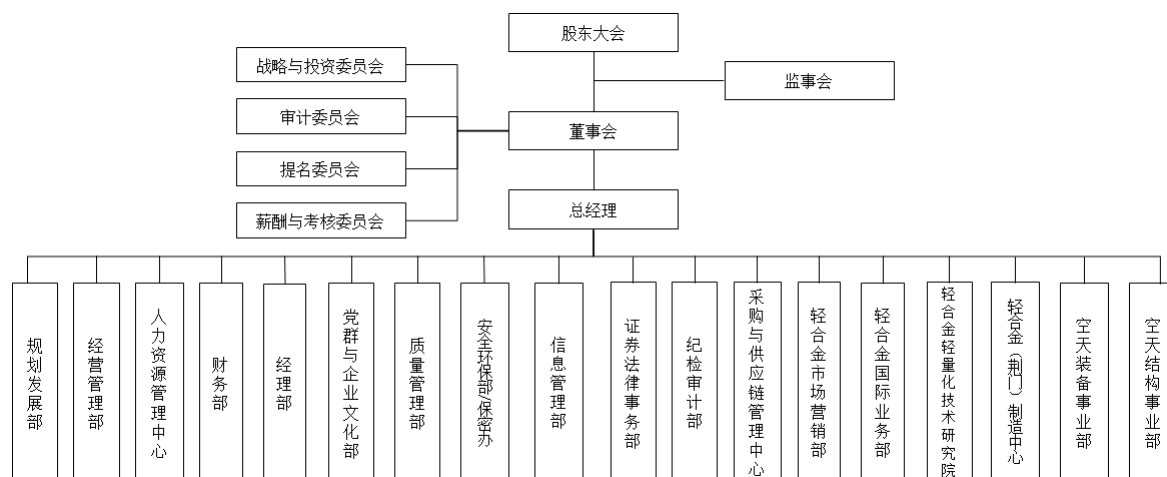 股东大会
战略与投资委员会
监事会
审计委员会
董事会
提名委员会
薪酬与考核委员会
总经理
规划发展部
经营管理部
人力资源管理中心
财务部
经理部
党群与企业文化部
质量管理部
安全环保部/保密办
信息管理部
证券法律事务部
纪检审计部
采购与供应链管理中心
轻合金市场营销部
轻合金国际业务部
轻合金轻量化技术研究院
轻合金（荆门）制造中心
空天装备事业部
空天结构事业部